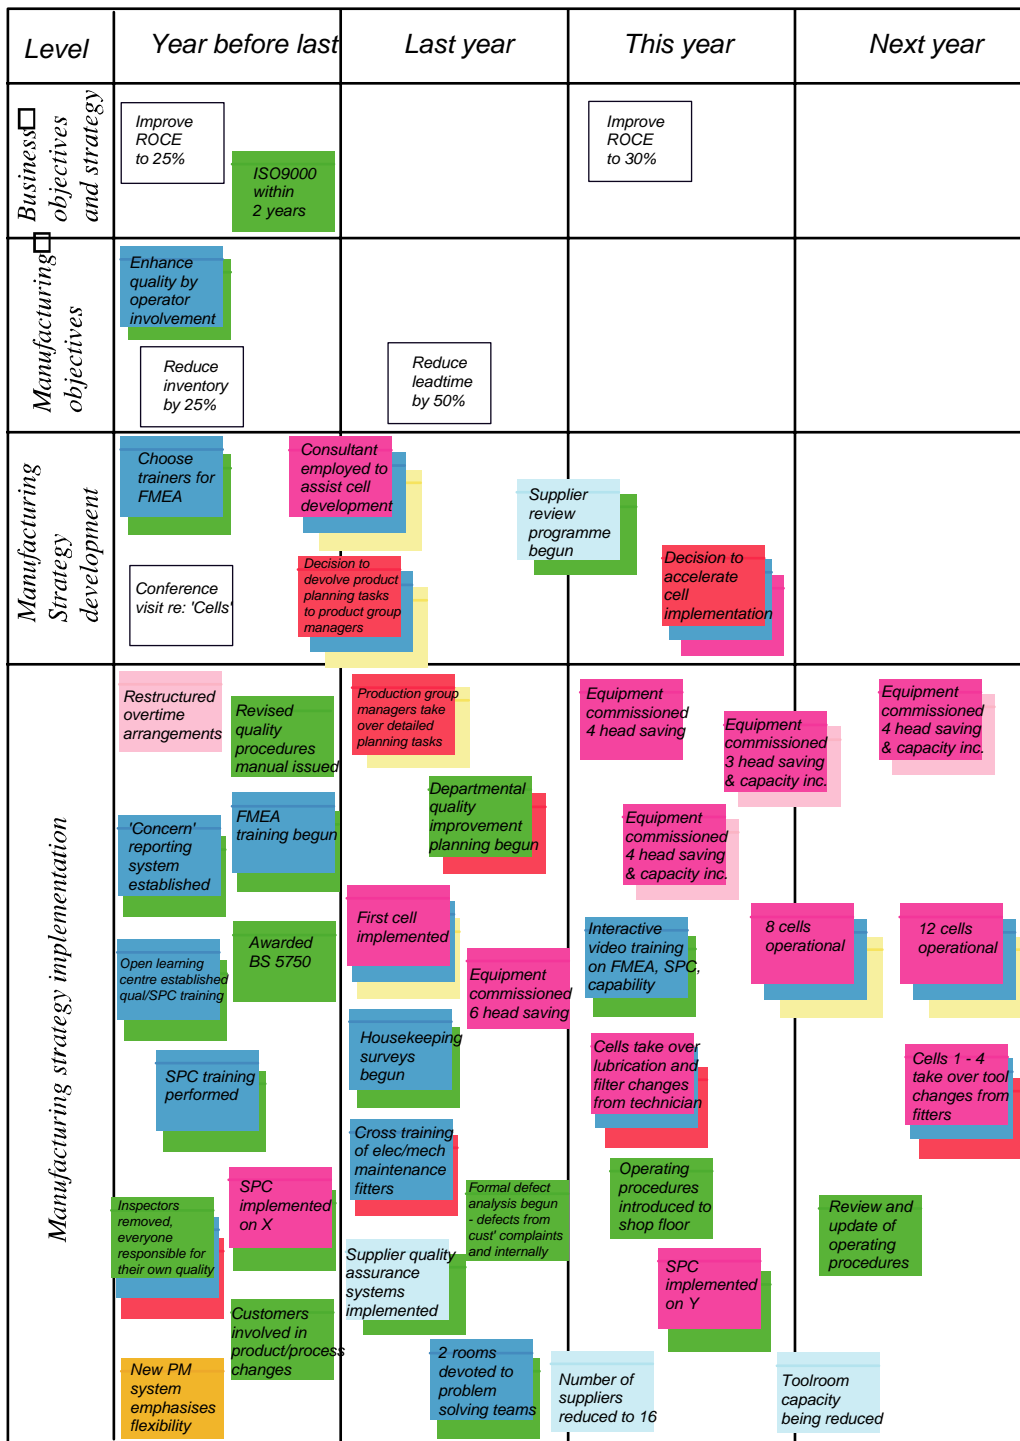 Level
Year before last
Last year
This year
Next year
Business
objectives
and strategy
Improve
ROCE
to 25%
ISO9000
within
2 years
Improve
ROCE
to 30%
Manufacturing
objectives
Enhance
quality by
operator
involvement
Reduce
inventory
by 25%
Reduce
leadtime
by 50%
Manufacturing
Strategy
development
Choose
trainers for
FMEA
Conference
visit re: 'Cells'
Consultant
employed to
assist cell
development
Decision to
devolve product
planning tasks
to product group
managers
Supplier
review
programme
begun
Decision to
accelerate
cell
implementation
Manufacturing strategy implementation
Restructured
overtime
arrangements
Revised
quality
procedures
manual issued
'Concern'
reporting
system
established
FMEA
training begun
Open learning
centre established
qual/SPC training
Awarded
BS 5750
SPC training
performed
Inspectors
removed,
everyone
responsible for
their own quality
SPC
implemented
on X
Customers
involved in
product/process
changes
New PM
system
emphasises
flexibility
Production group
managers take
over detailed
planning tasks
Departmental
quality
improvement
planning begun
First cell
implemented
Equipment
commissioned
6 head saving
Housekeeping
surveys
begun
Cross training
of elec/mech
maintenance
fitters
Formal defect
analysis begun
- defects from
cust' complaints
and internally
Supplier quality
assurance
systems
implemented
2 rooms
devoted to
problem
solving teams
Equipment
commissioned
4 head saving
Equipment
commissioned
3 head saving
& capacity inc.
Equipment
commissioned
4 head saving
& capacity inc.
Interactive
video training
on FMEA, SPC,
capability
8 cells
operational
Cells take over
lubrication and
filter changes
from technician
Operating
procedures
introduced to
shop floor
SPC
implemented
on Y
Number of
suppliers
reduced to 16
Equipment
commissioned
4 head saving
& capacity inc.
12 cells
operational
Cells 1 - 4
take over tool
changes from
fitters
Review and
update of
operating
procedures
Toolroom
capacity
being reduced